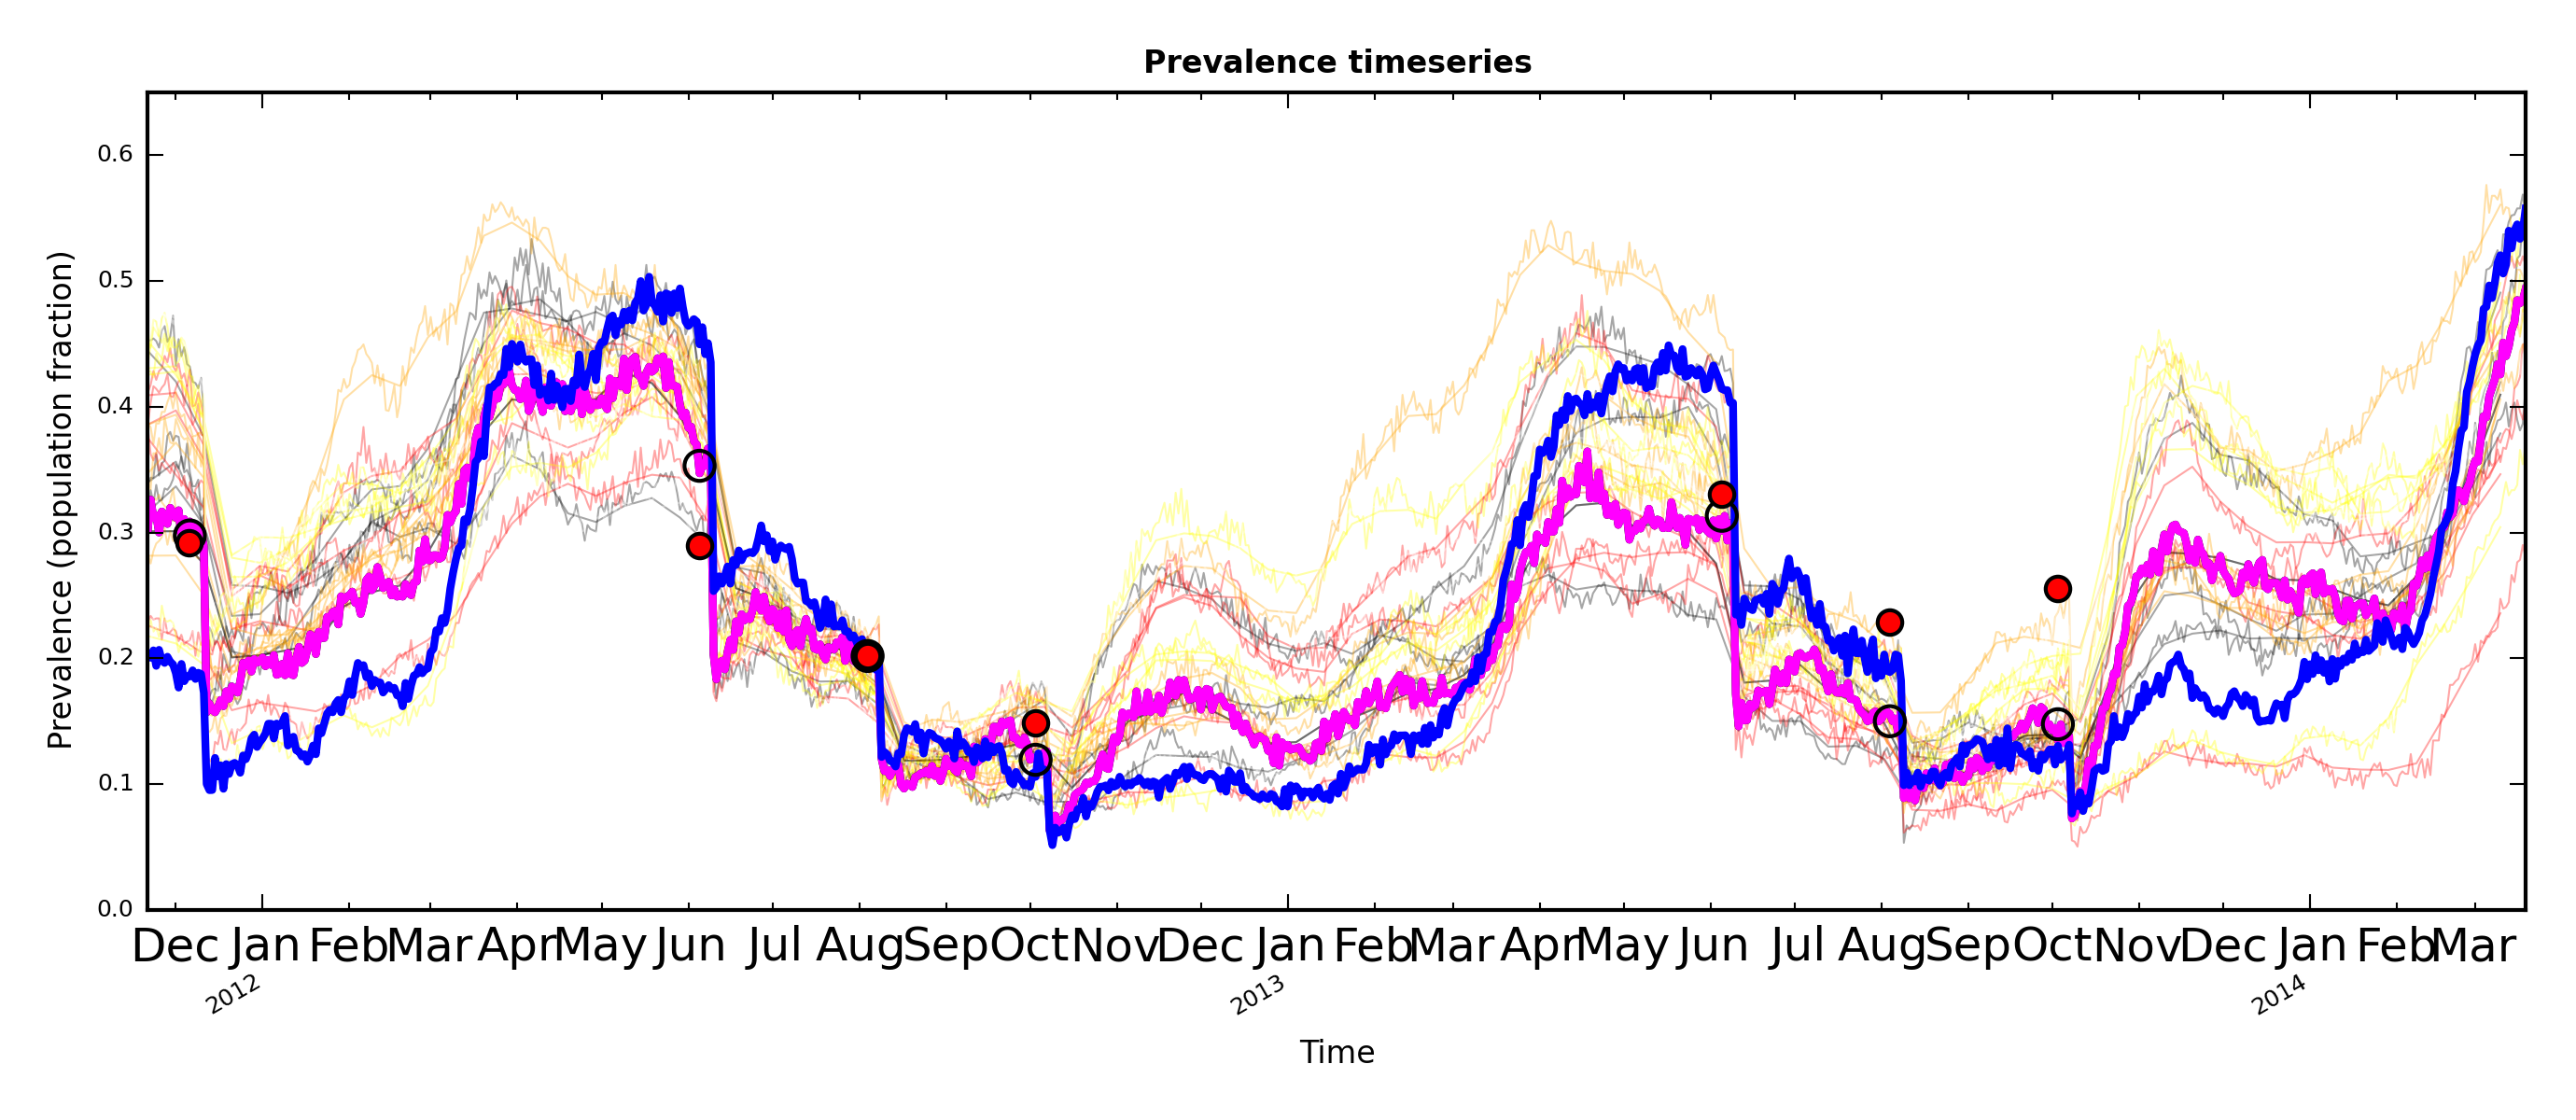 Prevalence timeseries
0.6
0.5
0.4
0.3
0.2
0.1
0.0
Prevalence (population fraction)
Dec Jan Feb Mar Apr May Jun Jul Aug Sep Oct Nov Dec Jan Feb Mar Apr May Jun Jul Aug Sep Oct Nov Dec Jan Feb Mar
2012 2013 2014
Time